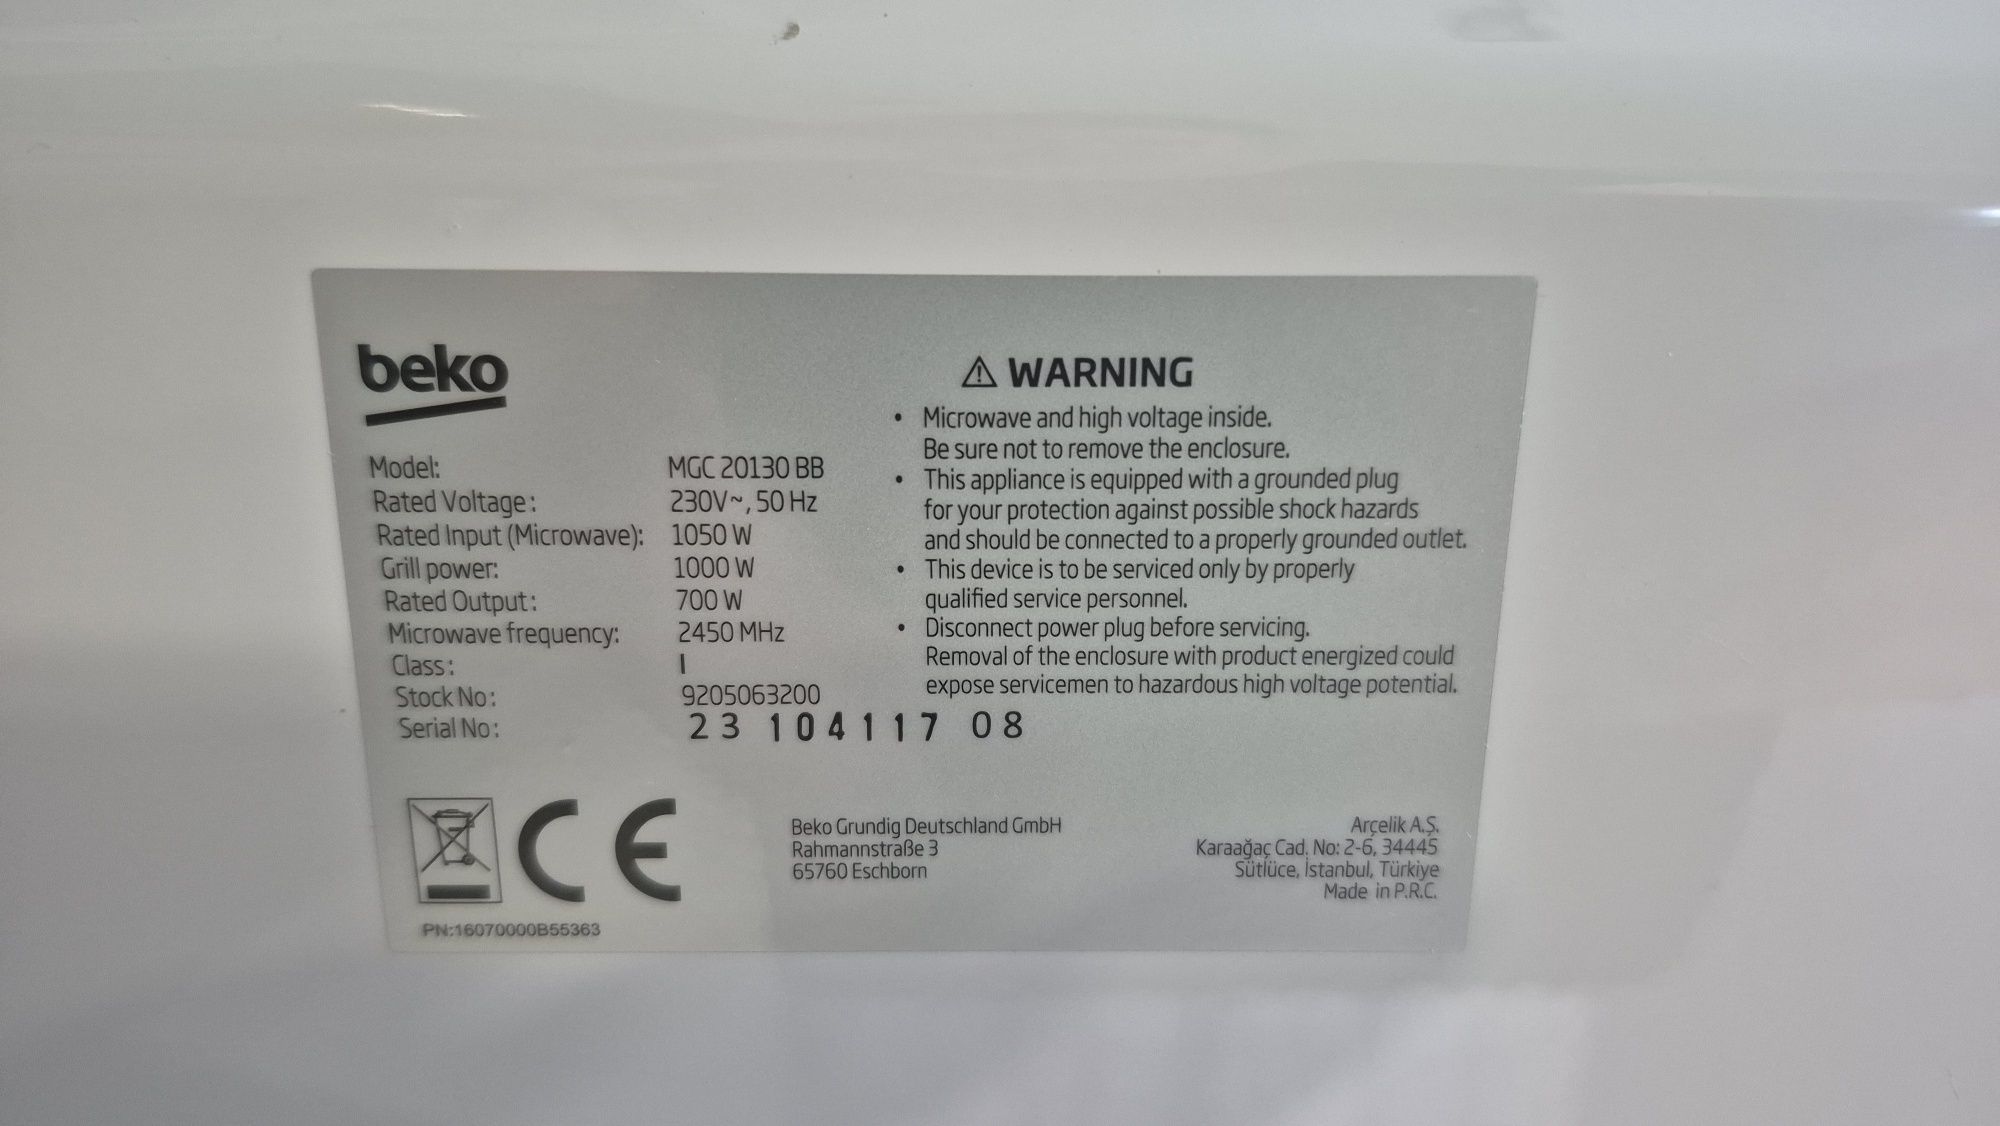 beko
Model: MGC 20130 BB
Rated Voltage: 230V~, 50 Hz
Rated Input (Microwave): 1050 W
Grill power: 1000 W
Rated Output: 700 W
Microwave frequency: 2450 MHz
Class: I
Stock No: 9205063200
Serial No: 23 104117 08
⚠ WARNING
• Microwave and high voltage inside.
Be sure not to remove the enclosure.
• This appliance is equipped with a grounded plug
for your protection against possible shock hazards
and should be connected to a properly grounded outlet.
• This device is to be serviced only by properly
qualified service personnel.
• Disconnect power plug before servicing.
Removal of the enclosure with product energized could
expose servicemen to hazardous high voltage potential.
CE
PN:16070000B55363
Beko Grundig Deutschland GmbH
Rahmannstraße 3
65760 Eschborn
Arçelik A.Ş.
Karaağaç Cad. No: 2-6, 34445
Sütlüce, İstanbul, Türkiye
Made in P.R.C.